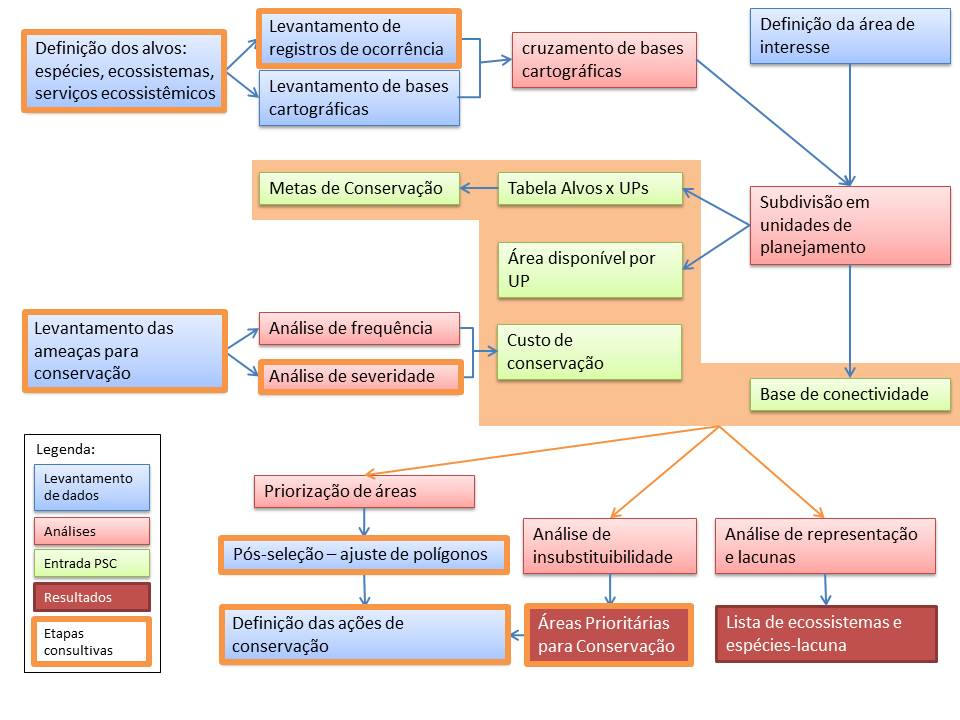 Definição dos alvos:
espécies, ecossistemas,
serviços ecossistêmicos
Levantamento de
registros de ocorrência
Levantamento de bases
cartográficas
cruzamento de bases
cartográficas
Definição da área de
interesse
Metas de Conservação
Tabela Alvos x UPs
Subdivisão em
unidades de
planejamento
Área disponível por
UP
Levantamento das
ameaças para
conservação
Análise de frequência
Análise de severidade
Custo de
conservação
Base de conectividade
Legenda:
Levantamento
de dados
Análises
Entrada PSC
Resultados
Etapas
consultivas
Priorização de áreas
Pós-seleção – ajuste de polígonos
Definição das ações de
conservação
Análise de
insubstituibilidade
Áreas Prioritárias
para Conservação
Análise de representação
e lacunas
Lista de ecossistemas e
espécies-lacuna